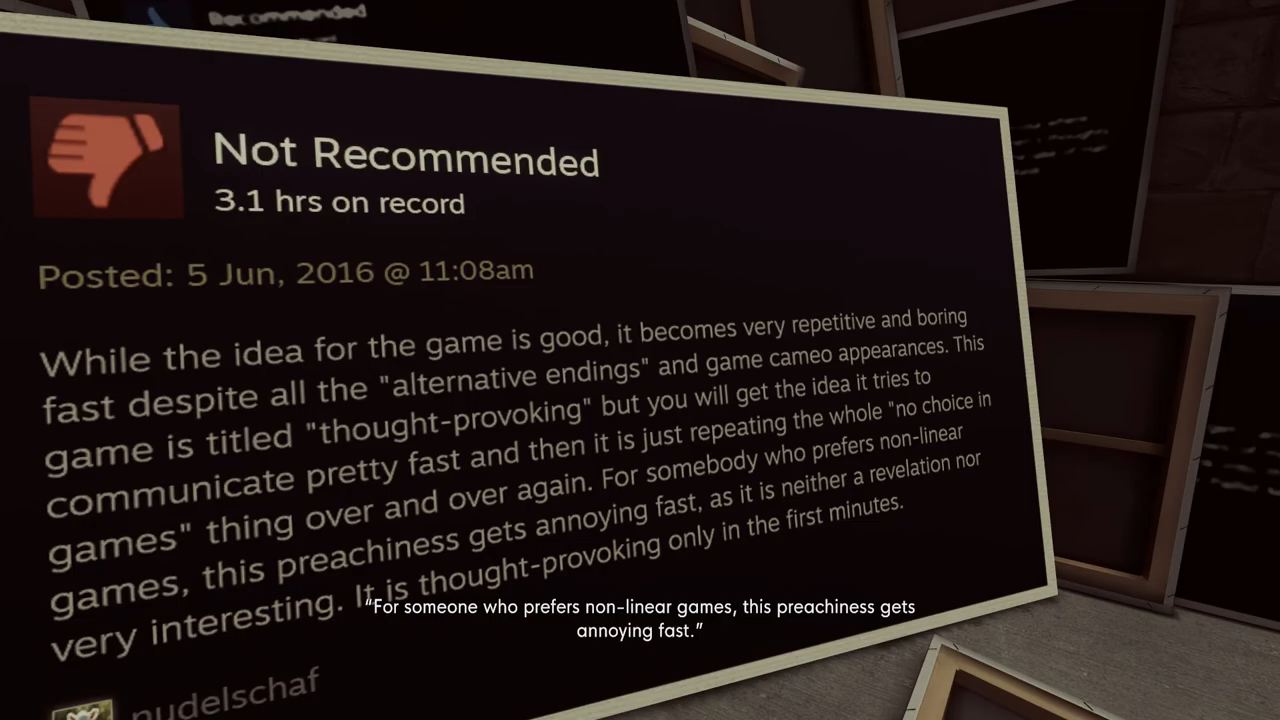 Recommended
Not Recommended
3.1 hrs on record
Posted: 5 Jun, 2016 @ 11:08am
While the idea for the game is good, it becomes very repetitive and boring
fast despite all the "alternative endings" and game cameo appearances. This
game is titled "thought-provoking" but you will get the idea it tries to
communicate pretty fast and then it is just repeating the whole "no choice in
games" thing over and over again. For somebody who prefers non-linear
games, this preachiness gets annoying fast, as it is neither a revelation nor
very interesting. It is thought-provoking only in the first minutes.
"For someone who prefers non-linear games, this preachiness gets
annoying fast."
nudelschaf